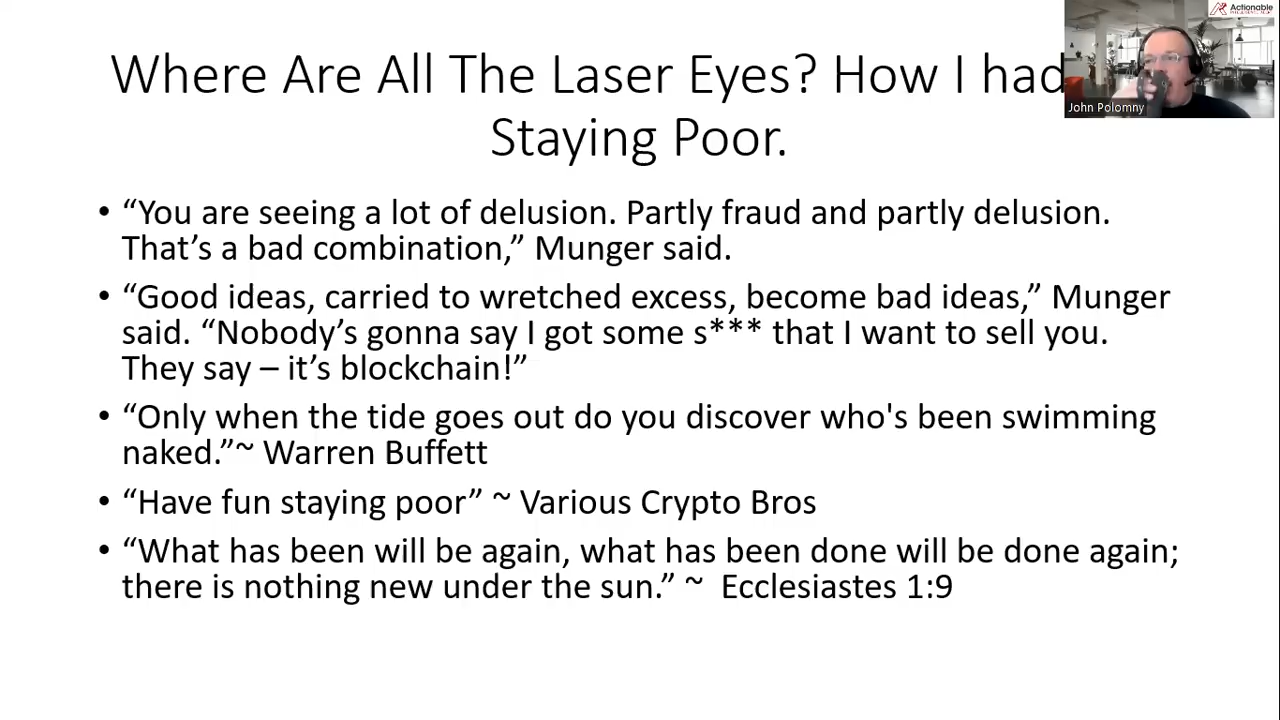 Where Are All The Laser Eyes? How I had
Staying Poor.
Actionable
John Polomny
• “You are seeing a lot of delusion. Partly fraud and partly delusion.
That’s a bad combination,” Munger said.
• “Good ideas, carried to wretched excess, become bad ideas,” Munger
said. “Nobody’s gonna say I got some s*** that I want to sell you.
They say – it’s blockchain!”
• “Only when the tide goes out do you discover who's been swimming
naked.”~ Warren Buffett
• “Have fun staying poor” ~ Various Crypto Bros
• “What has been will be again, what has been done will be done again;
there is nothing new under the sun.” ~  Ecclesiastes 1:9